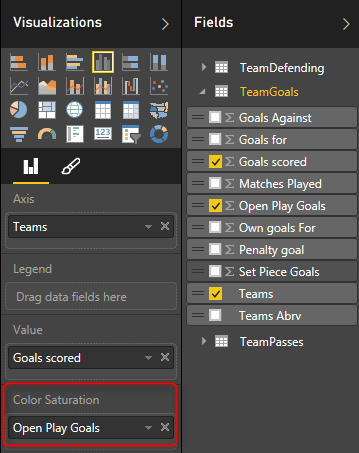 Visualizations
Axis
Teams
Legend
Drag data fields here
Value
Goals scored
Color Saturation
Open Play Goals
Fields
TeamDefending
TeamGoals
Goals Against
Goals for
Goals scored
Matches Played
Open Play Goals
Own goals For
Penalty goal
Set Piece Goals
Teams
Teams Abrv
TeamPasses